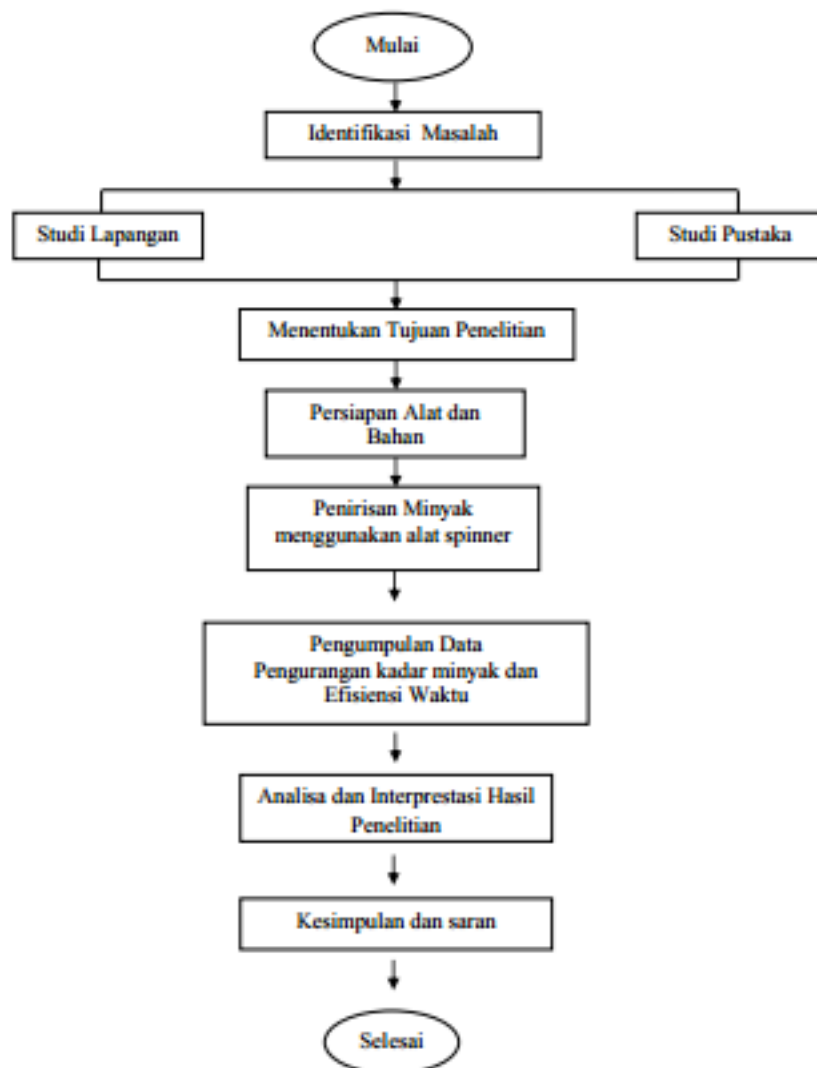 Mulai
Identifikasi Masalah
Studi Lapangan
Studi Pustaka
Menentukan Tujuan Penelitian
Persiapan Alat dan
Bahan
Penirisan Minyak
menggunakan alat spinner
Pengumpulan Data
Pengurangan kadar minyak dan
Efisiensi Waktu
Analisa dan Interprestasi Hasil
Penelitian
Kesimpulan dan saran
Selesai